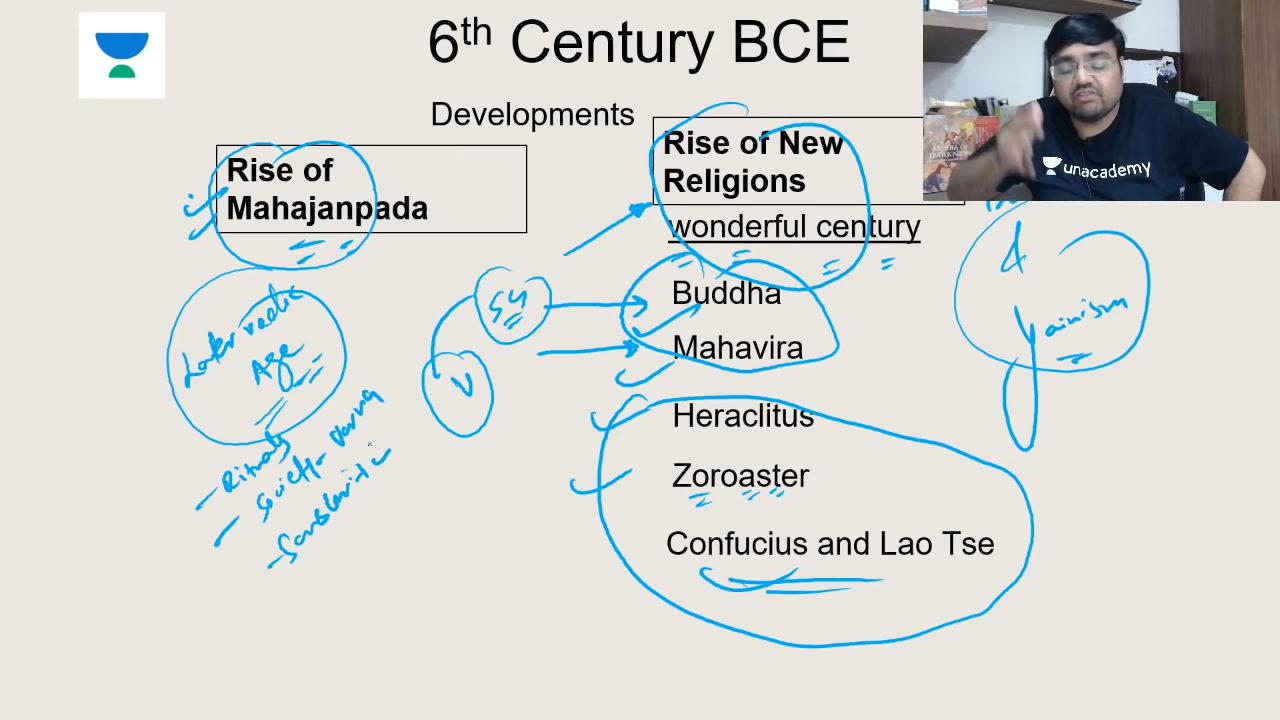 6th Century BCE
Developments
Rise of
Mahajanpada
Rise of New
Religions
wonderful century
Buddha
Mahavira
Heraclitus
Zoroaster
Confucius and Lao Tse
Later vedic
Age
- Rituals
- Society - Varna
- Sanskrit
V
&
Jainism
unacademy